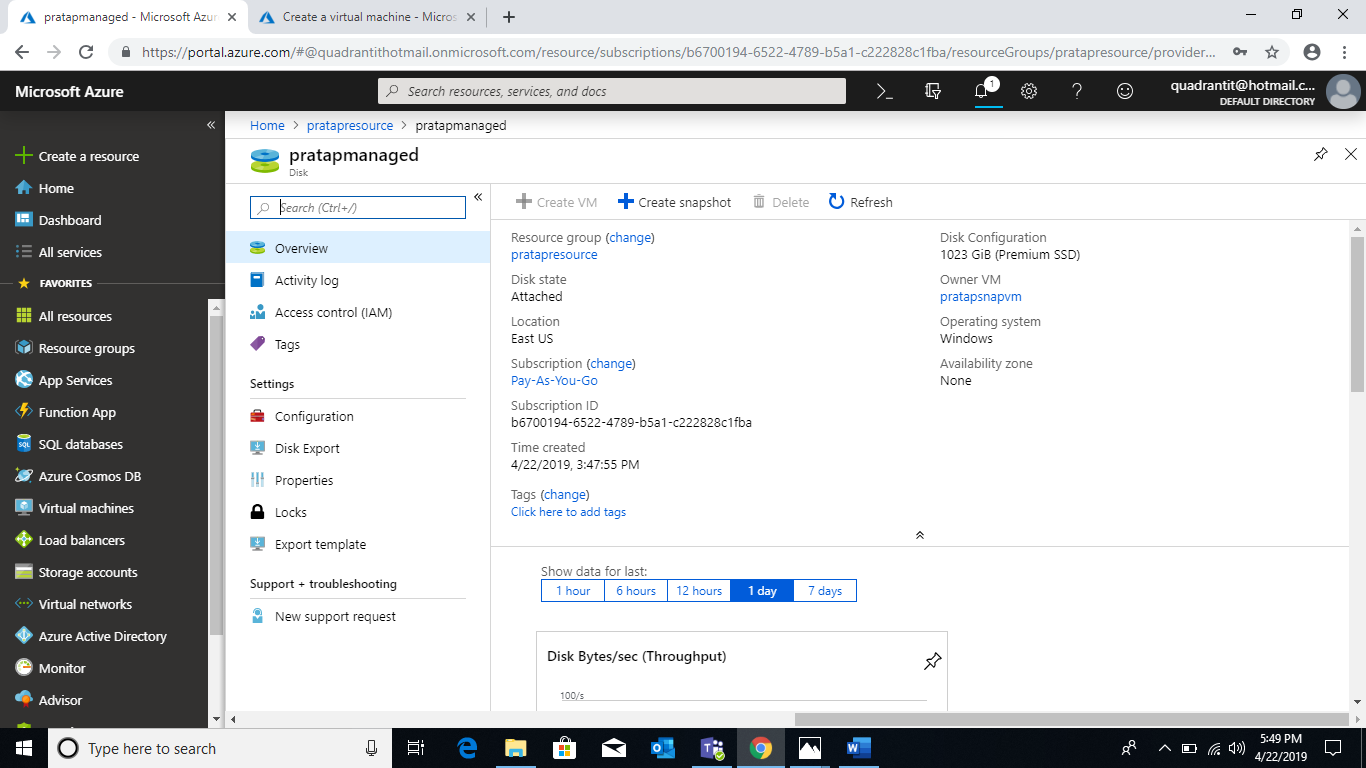 pratapmanaged - Microsoft Azur
Create a virtual machine - Micros
https://portal.azure.com/#@quadrantithotmail.onmicrosoft.com/resource/subscriptions/b6700194-6522-4789-b5a1-c222828c1fba/resourceGroups/pratapresource/provider...
Microsoft Azure
Search resources, services, and docs
1
quadrantit@hotmail.c...
DEFAULT DIRECTORY
Create a resource
Home
Dashboard
All services
FAVORITES
All resources
Resource groups
App Services
Function App
SQL databases
Azure Cosmos DB
Virtual machines
Load balancers
Storage accounts
Virtual networks
Azure Active Directory
Monitor
Advisor
Home > pratapresource > pratapmanaged
pratapmanaged
Disk
Search (Ctrl+/)
Overview
Activity log
Access control (IAM)
Tags
Settings
Configuration
Disk Export
Properties
Locks
Export template
Support + troubleshooting
New support request
Create VM Create snapshot Delete Refresh
Resource group (change)
pratapresource
Disk state
Attached
Location
East US
Subscription (change)
Pay-As-You-Go
Subscription ID
b6700194-6522-4789-b5a1-c222828c1fba
Time created
4/22/2019, 3:47:55 PM
Tags (change)
Click here to add tags
Disk Configuration
1023 GiB (Premium SSD)
Owner VM
pratapsnapvm
Operating system
Windows
Availability zone
None
Show data for last:
1 hour 6 hours 12 hours 1 day 7 days
Disk Bytes/sec (Throughput)
100/s
Type here to search
5:49 PM
4/22/2019